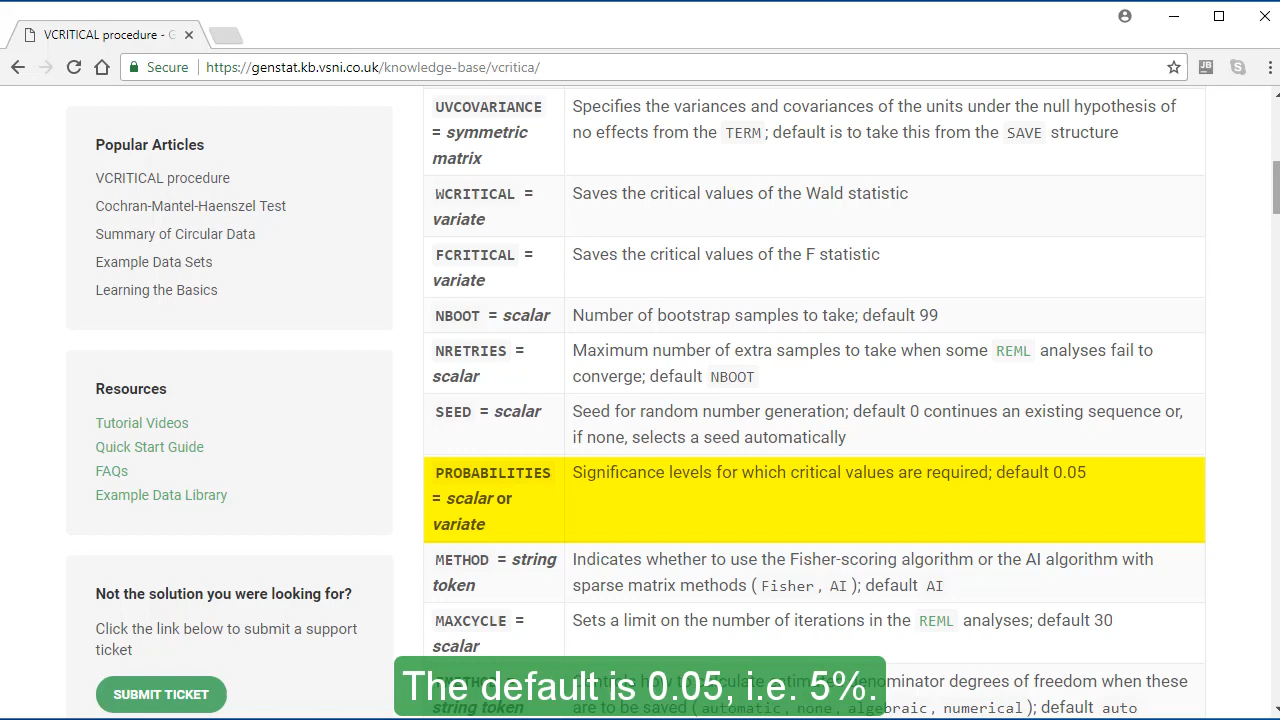 VCRITICAL procedure - G
Secure
https://genstat.kb.vsni.co.uk/knowledge-base/vcritica/
JB
Popular Articles
VCRITICAL procedure
Cochran-Mantel-Haenszel Test
Summary of Circular Data
Example Data Sets
Learning the Basics
Resources
Tutorial Videos
Quick Start Guide
FAQs
Example Data Library
Not the solution you were looking for?
Click the link below to submit a support
ticket
SUBMIT TICKET
UVCOVARIANCE
= symmetric
matrix
Specifies the variances and covariances of the units under the null hypothesis of
no effects from the TERM; default is to take this from the SAVE structure
WCRITICAL =
variate
Saves the critical values of the Wald statistic
FCRITICAL =
variate
Saves the critical values of the F statistic
NBOOT = scalar
Number of bootstrap samples to take; default 99
NRETRIES =
scalar
Maximum number of extra samples to take when some REML analyses fail to
converge; default NBOOT
SEED = scalar
Seed for random number generation; default 0 continues an existing sequence or,
if none, selects a seed automatically
PROBABILITIES
= scalar or
variate
Significance levels for which critical values are required; default 0.05
METHOD = string
token
Indicates whether to use the Fisher-scoring algorithm or the AI algorithm with
sparse matrix methods (Fisher, AI); default AI
MAXCYCLE =
scalar
Sets a limit on the number of iterations in the REML analyses; default 30
string token
denominator degrees of freedom when these
are to be saved (automatic, none, algebraic, numerical); default auto
The default is 0.05, i.e. 5%.